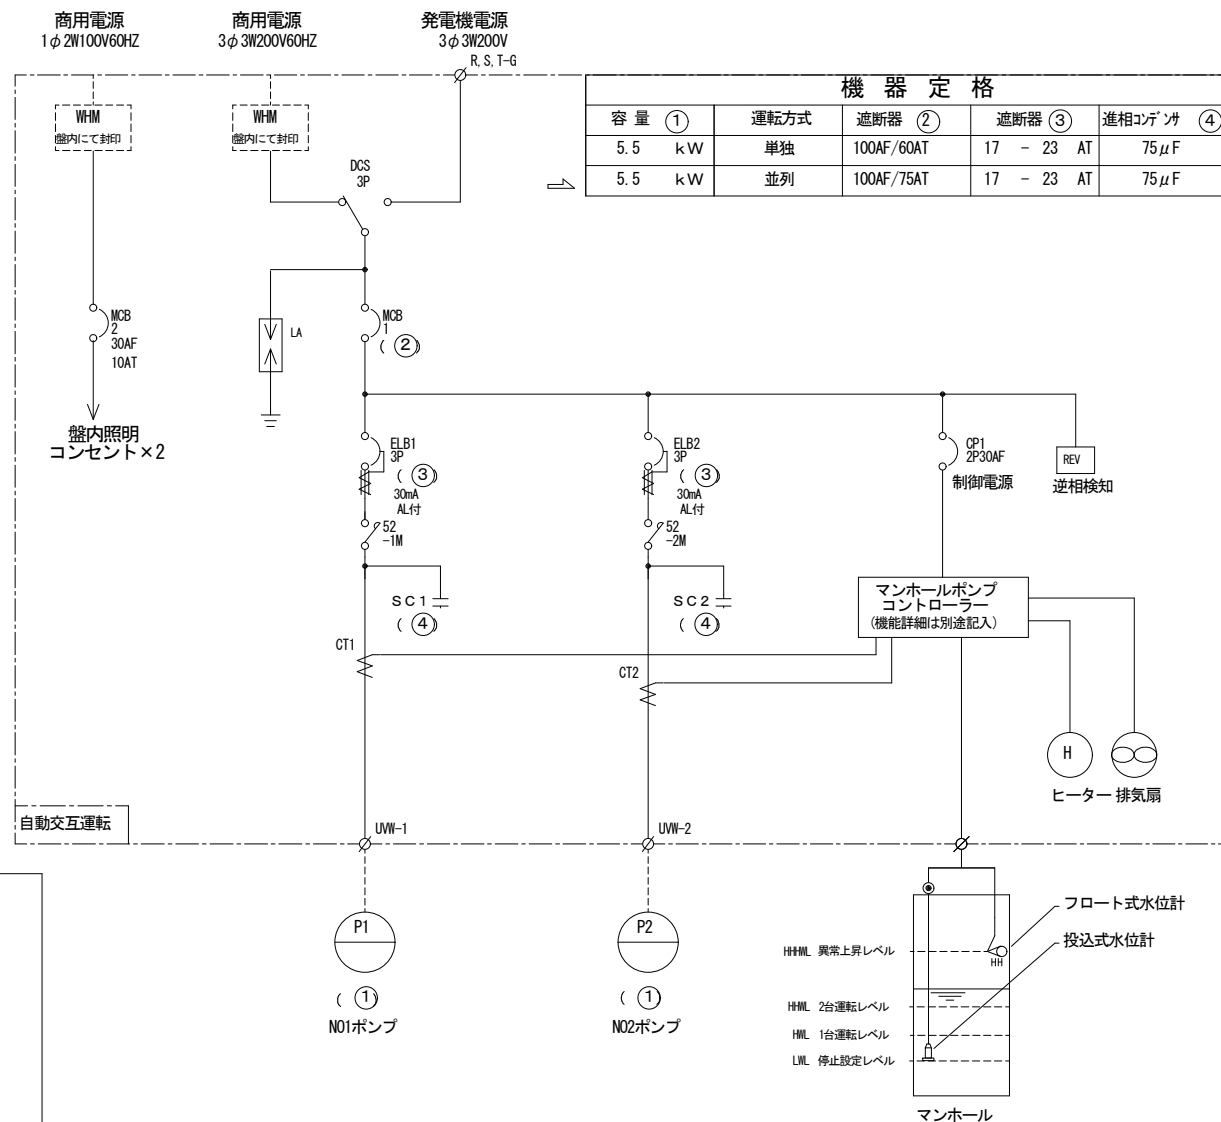 商用電源
1φ2W100V60HZ
商用電源
3φ3W200V60HZ
発電機電源
3φ3W200V
R,S,T-G
WHM
盤内にて封印
WHM
盤内にて封印
機 器 定 格
容 量 ① 運転方式 遮断器 ② 遮断器 ③ 進相コンデンサ ④
5.5 kW 単独 100AF/60AT 17 - 23 AT 75μF
5.5 kW 並列 100AF/75AT 17 - 23 AT 75μF
DCS
3P
MCB
2
30AF
10AT
盤内照明
コンセント×2
LA
MCB
1
(②)
ELB1
3P
(③)
30mA
AL付
52
-1M
SC1
(④)
CT1
ELB2
3P
(③)
30mA
AL付
52
-2M
SC2
(④)
CT2
CP1
2P30AF
制御電源
REV
逆相検知
マンホールポンプ
コントローラー
(機能詳細は別途記入)
H
ヒーター
排気扇
自動交互運転
UVW-1
UVW-2
P1
(①)
NO1ポンプ
P2
(①)
NO2ポンプ
フロート式水位計
投込式水位計
HHHWL 異常上昇レベル
HH
HHWL 2台運転レベル
HWL 1台運転レベル
LWL 停止設定レベル
マンホール